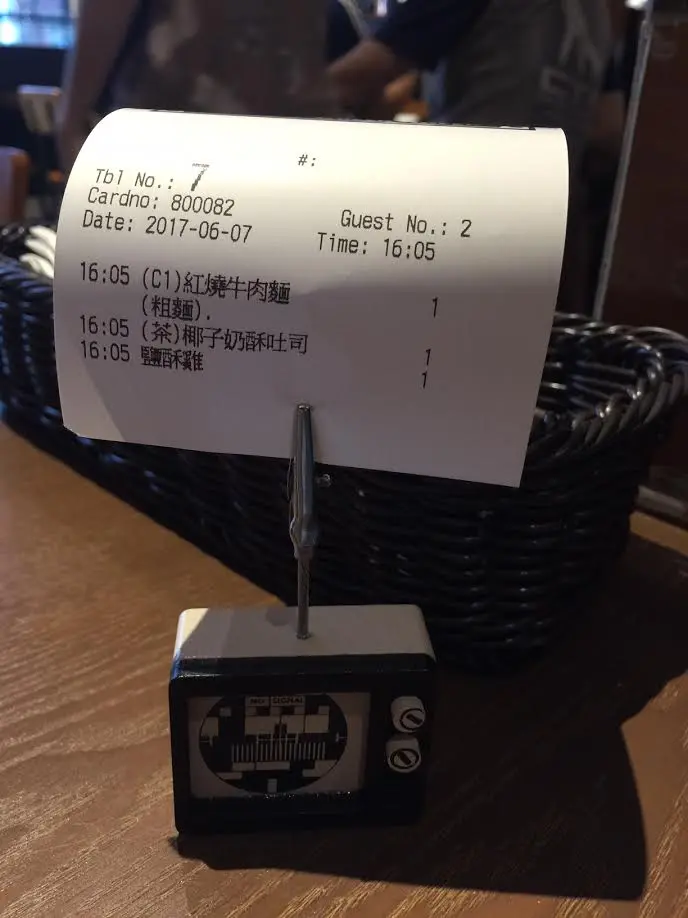 #:
Tbl No.: 7
Cardno: 800082 Guest No.: 2
Date: 2017-06-07 Time: 16:05
16:05 (C1)紅燒牛肉麵 1
(粗麵).
16:05 (茶)椰子奶酥吐司 1
16:05 鹽酥雞 1
NO SIGNAL